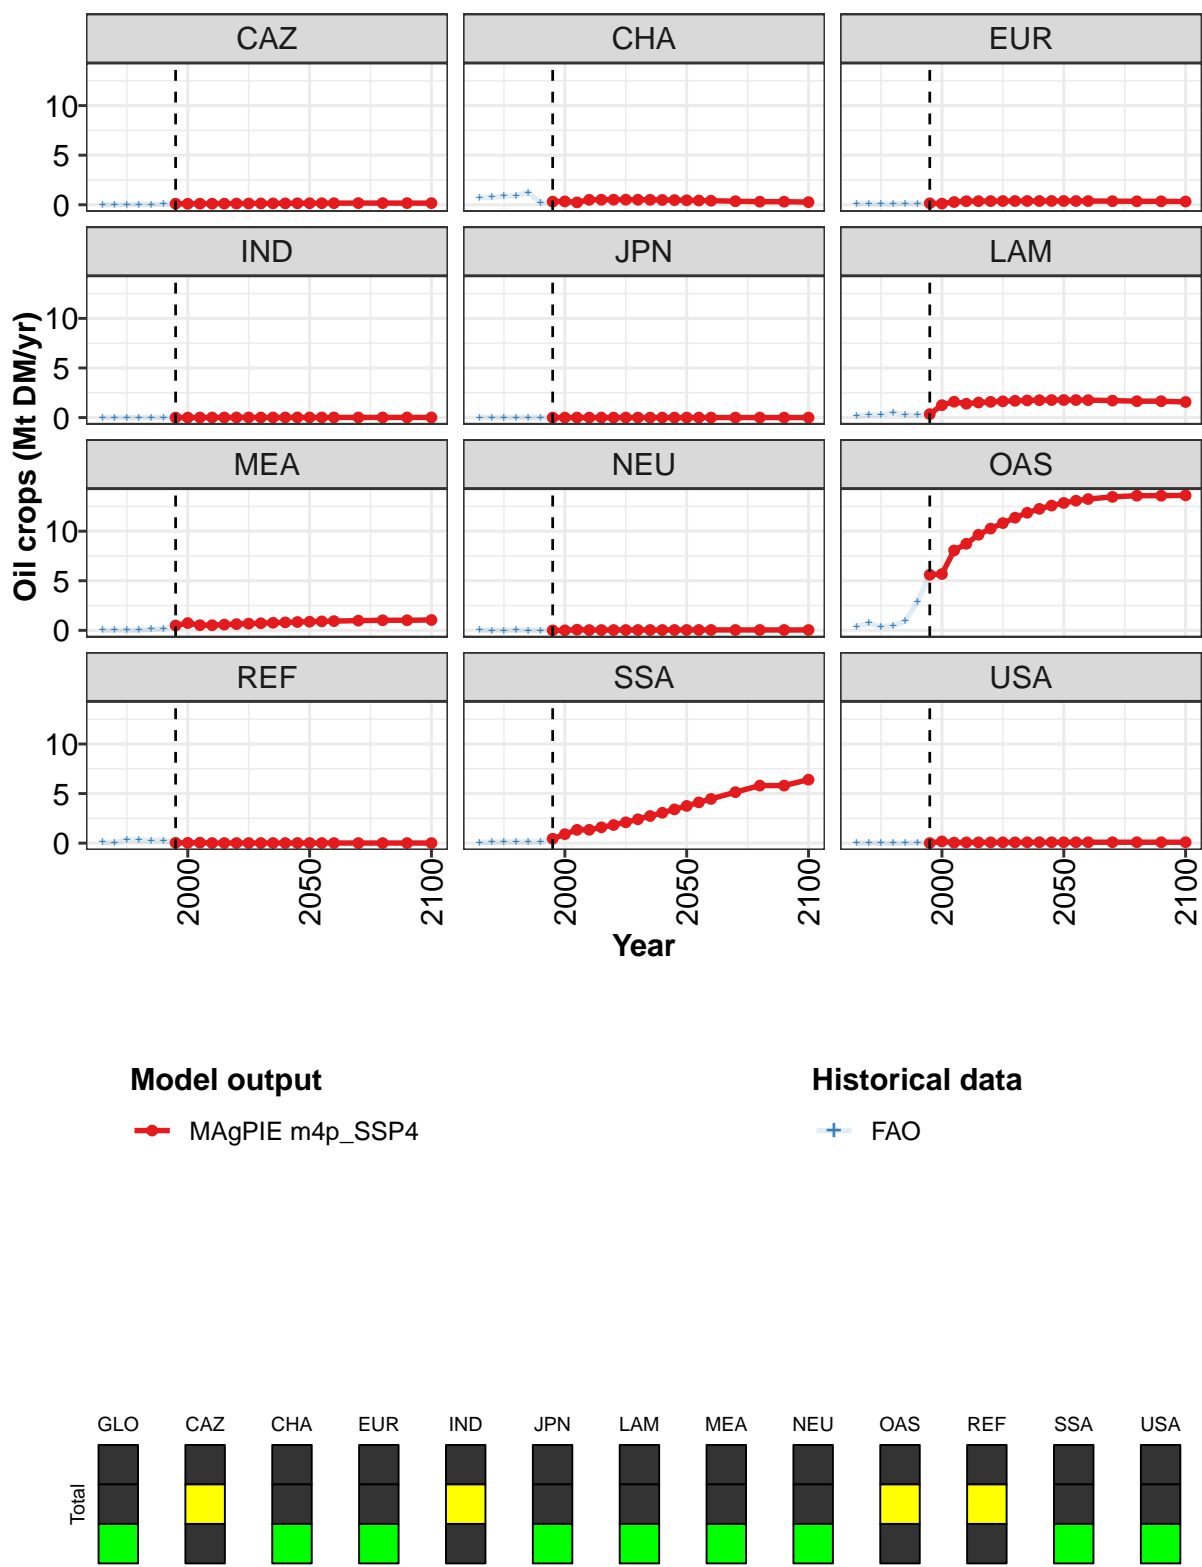 CAZ CHA EUR
10
5
0
IND JPN LAM
10
5
0
MEA NEU OAS
10
5
0
REF SSA USA
10
5
0
Oil crops (Mt DM/yr)
2000 2050 2100 2000 2050 2100 2000 2050 2100
Year
Model output Historical data
MAgPIE m4p_SSP4 FAO
GLO CAZ CHA EUR IND JPN LAM MEA NEU OAS REF SSA USA
Total